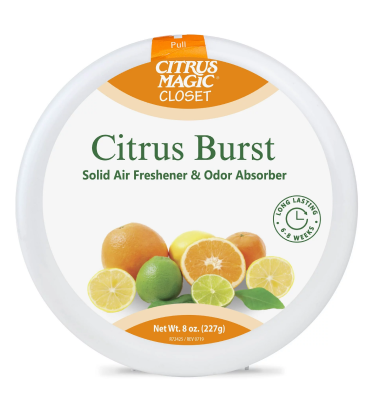 Pull
CITRUS
MAGIC®
CLOSET
Citrus Burst
Solid Air Freshener & Odor Absorber
LONG LASTING
6-8 WEEKS
Net Wt. 8 oz. (227g)